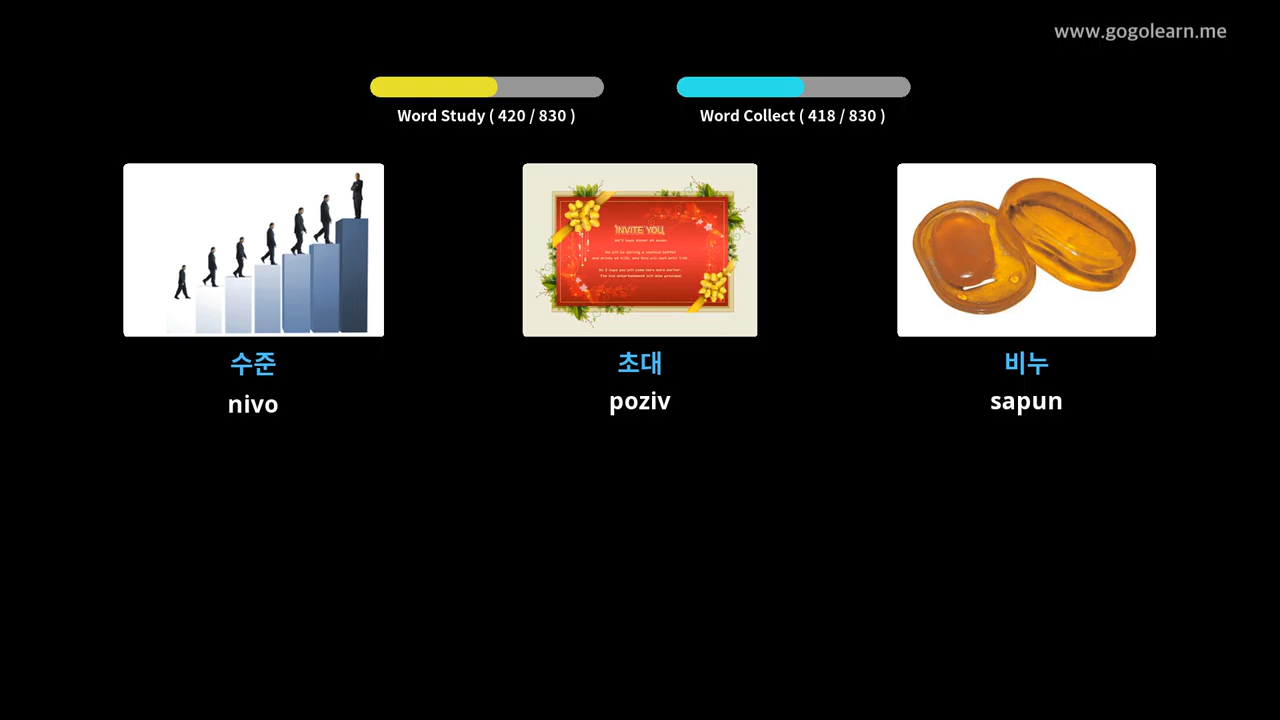 www.gogolearn.me
Word Study ( 420 / 830 )
Word Collect ( 418 / 830 )
INVITE YOU
수준
초대
비누
nivo
poziv
sapun